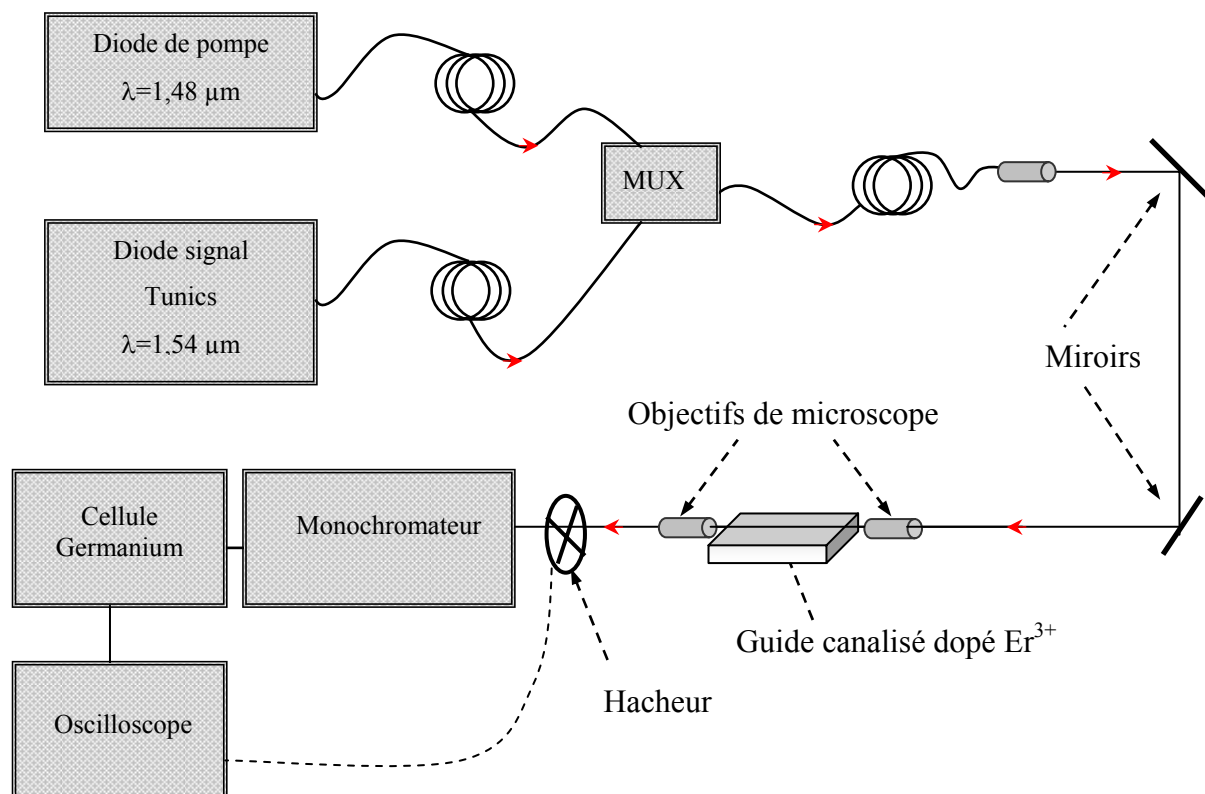 Diode de pompe
λ=1,48 µm
MUX
Diode signal
Tunics
λ=1,54 µm
Miroirs
Objectifs de microscope
Cellule
Germanium
Monochromateur
Guide canalisé dopé Er³⁺
Hacheur
Oscilloscope